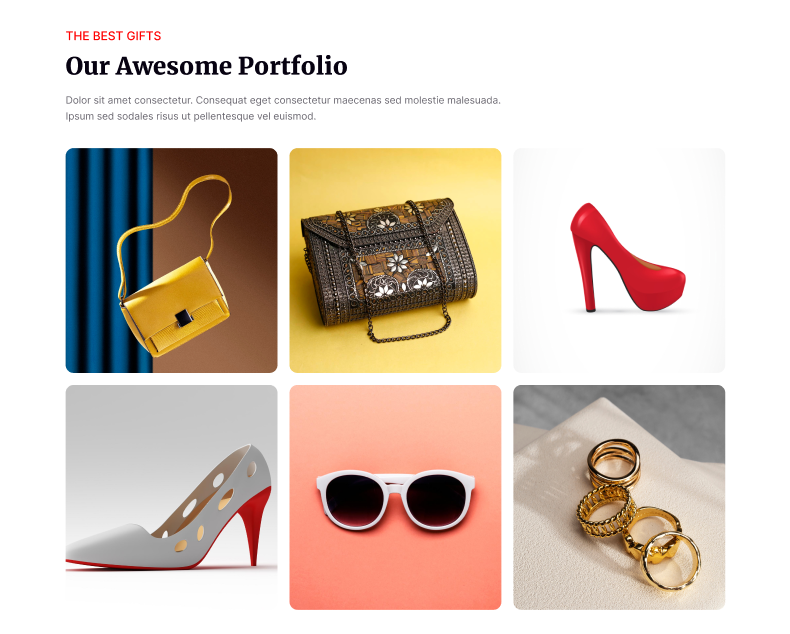 THE BEST GIFTS
Our Awesome Portfolio
Dolor sit amet consectetur. Consequat eget consectetur maecenas sed molestie malesuada.
Ipsum sed sodales risus ut pellentesque vel euismod.